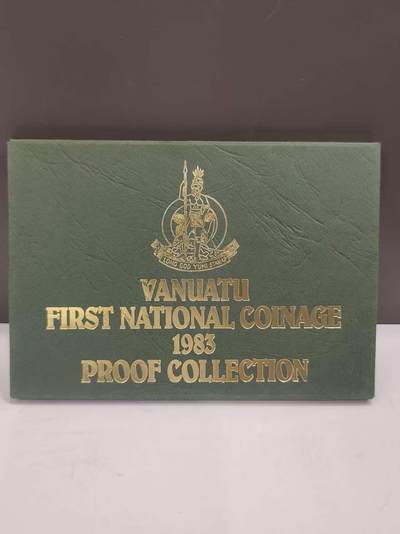 LONG GOD YUMI STANAP
VANUATU
FIRST NATIONAL COINAGE
1983
PROOF COLLECTION